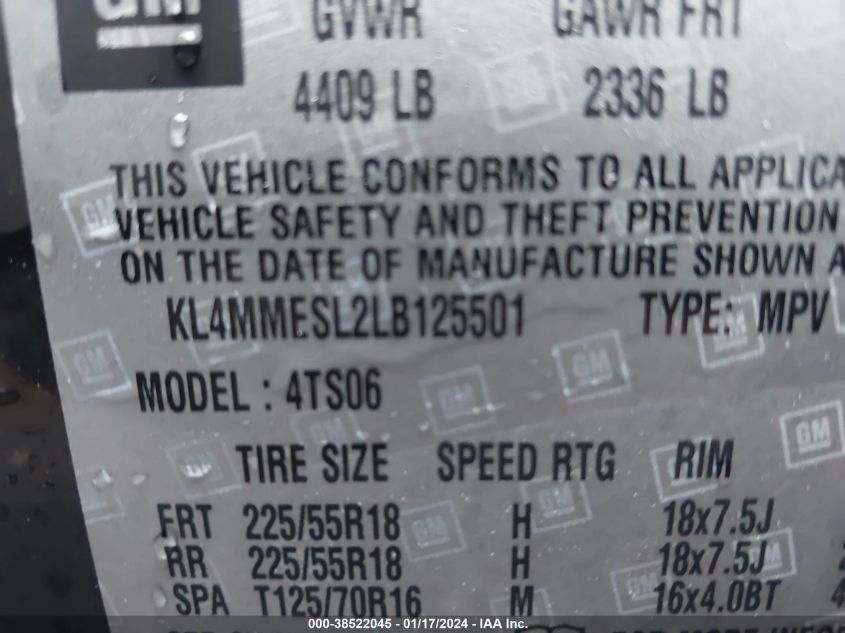 GM
GVWR GAWR FRT
4409 LB 2336 LB
THIS VEHICLE CONFORMS TO ALL
VEHICLE SAFETY AND THEFT PREVENTION
ON THE DATE OF MANUFACTURE SHOWN
KL4MMESL2LB125501 TYPE: MPV
MODEL : 4TS06
TIRE SIZE SPEED RTG RIM
FRT 225/55R18 H 18x7.5J
RR 225/55R18 H 18x7.5J
SPA T125/70R16 M 16x4.0BT
000-38522045 - 01/17/2024 - IAA Inc.